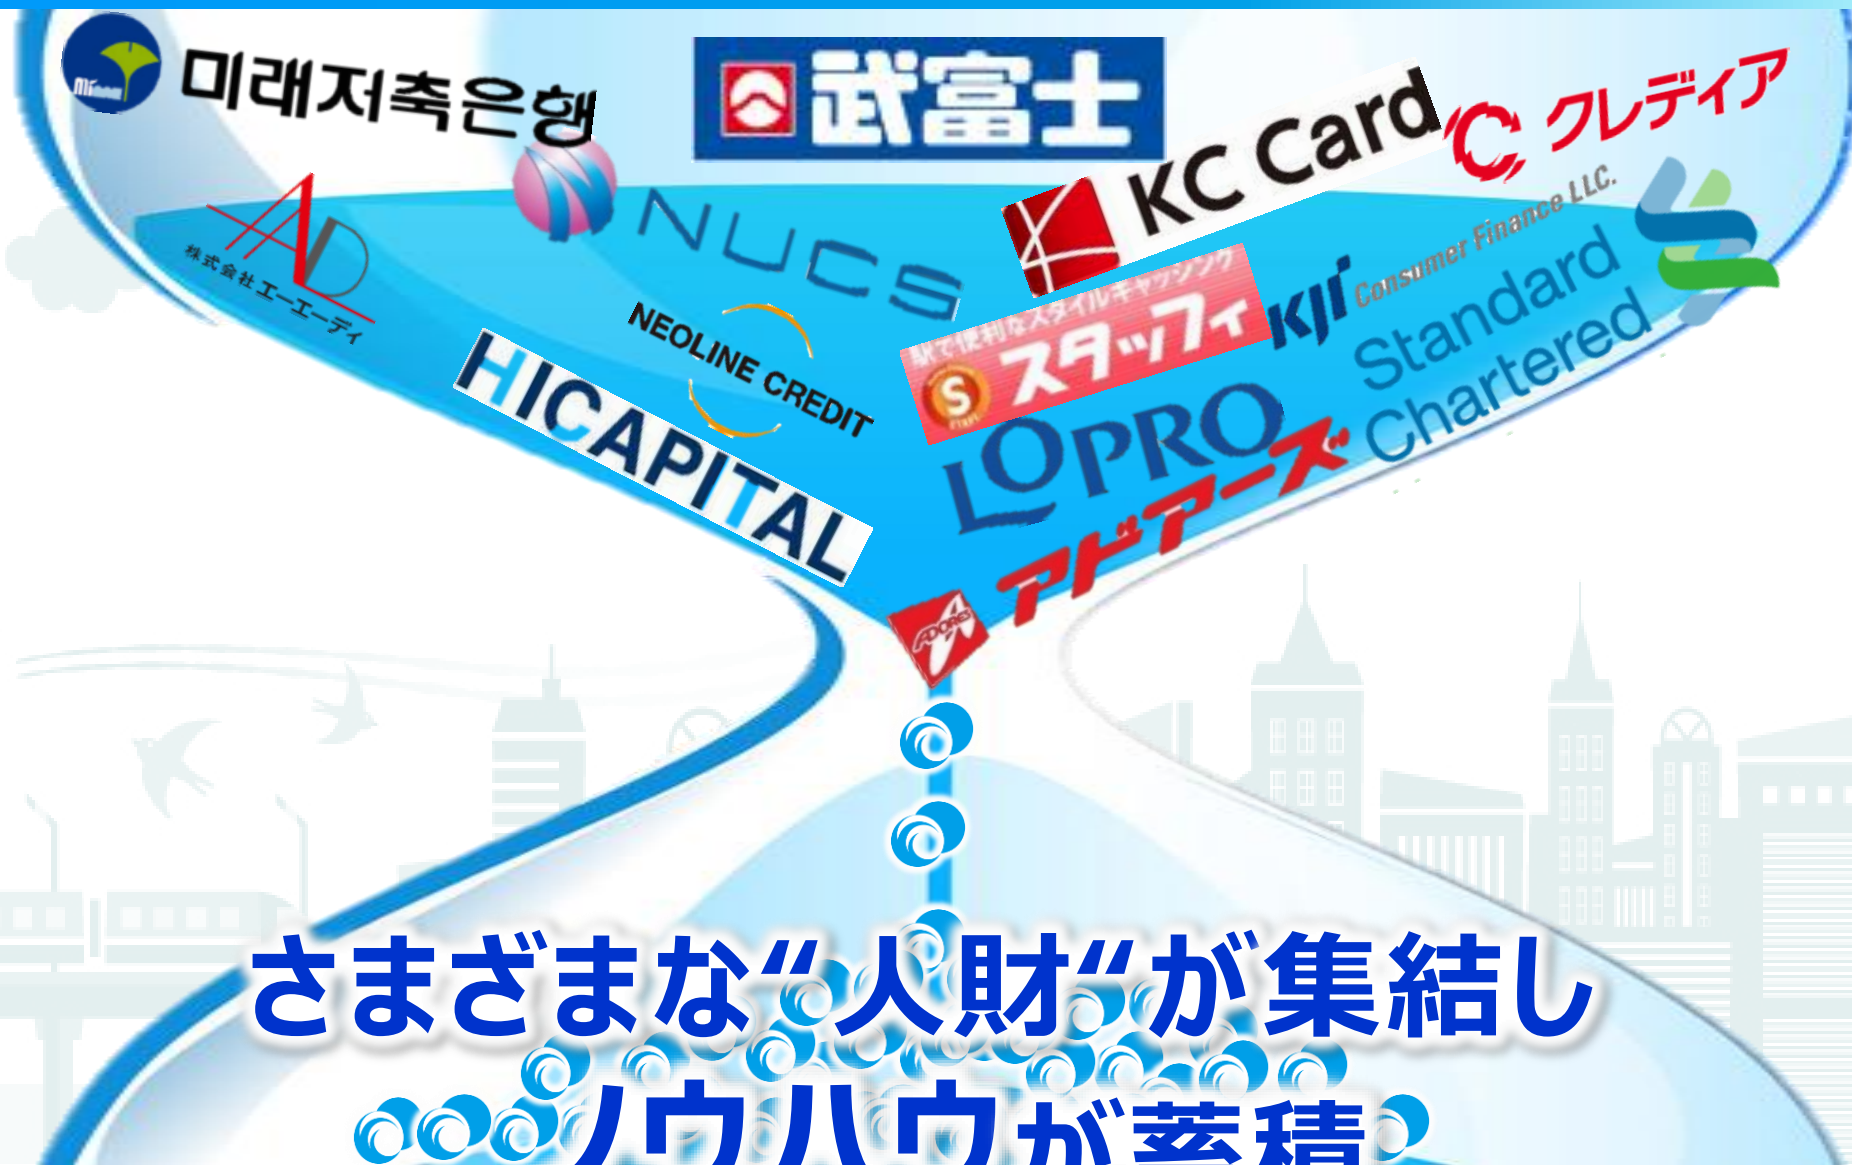 미래저축은행
武富士
KC Card
クレディア
AD
株式会社エーエーディ
NUCS
NEOLINE CREDIT
HICAPITAL
駅で便利なスタイルキャッシング
スタッフィ
KJI Consumer Finance LLC.
Standard
Chartered
LOPRO
アドアーズ
ADORES
さまざまな“人財“が集結し
ノウハウが蓄積